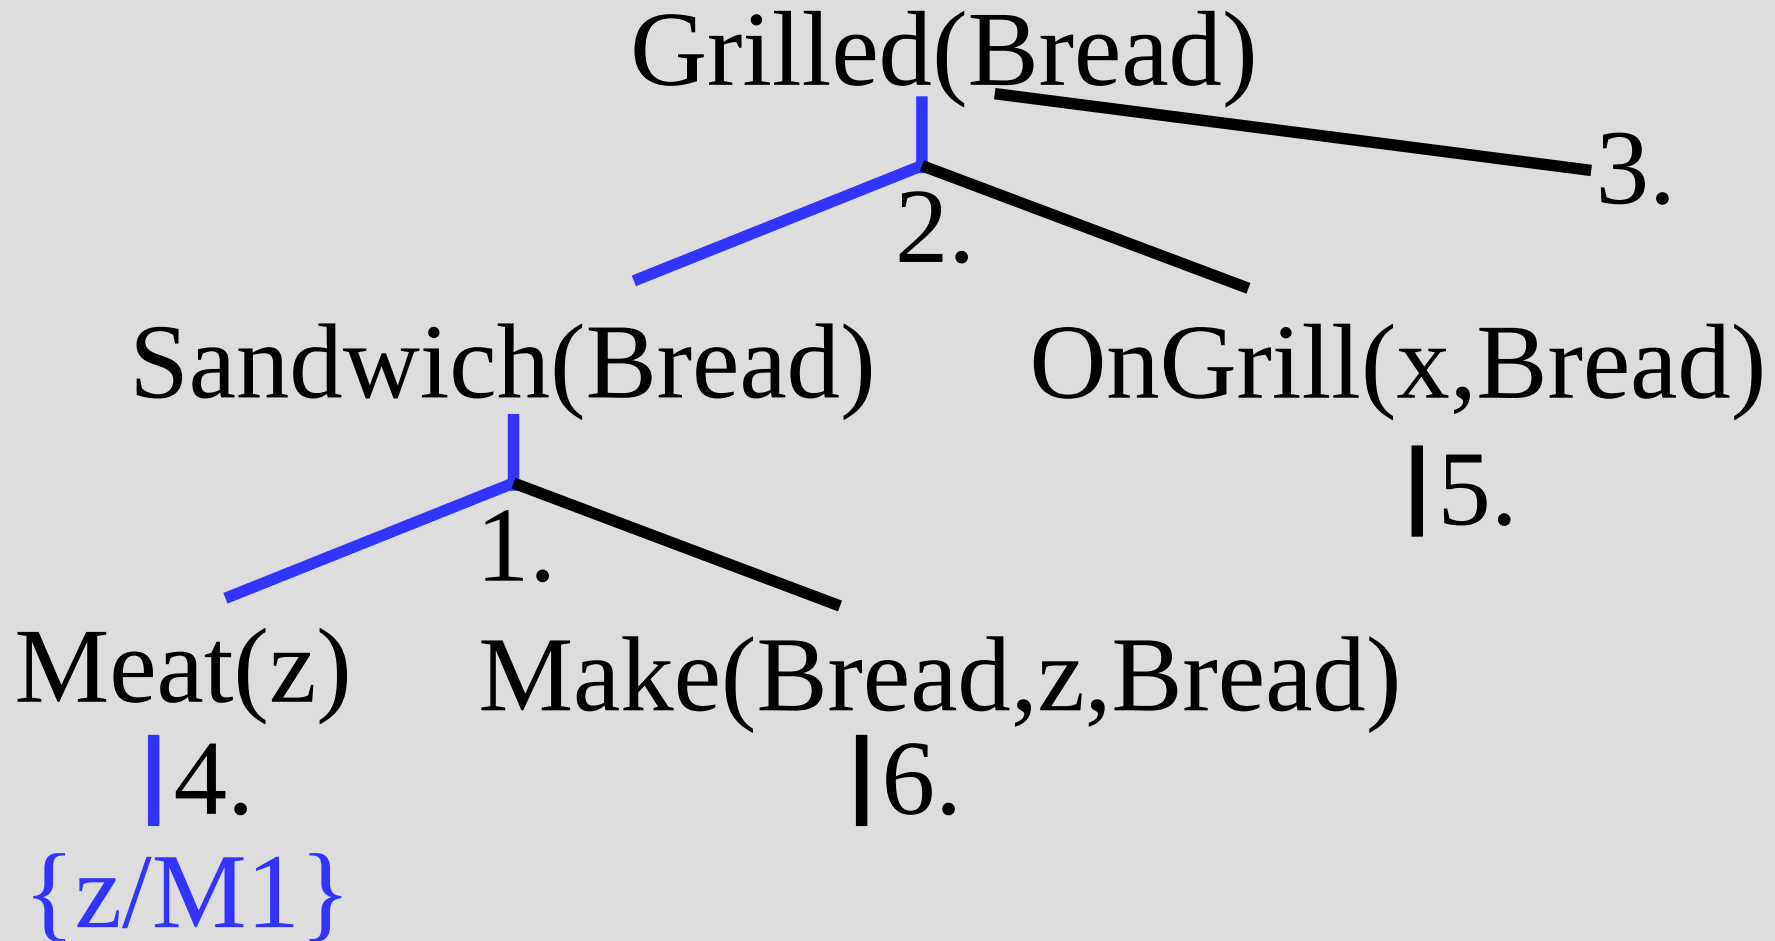 Grilled(Bread)
3.
2.
Sandwich(Bread) OnGrill(x,Bread)
5.
1.
Meat(z) Make(Bread,z,Bread)
4. 6.
{z/M1}